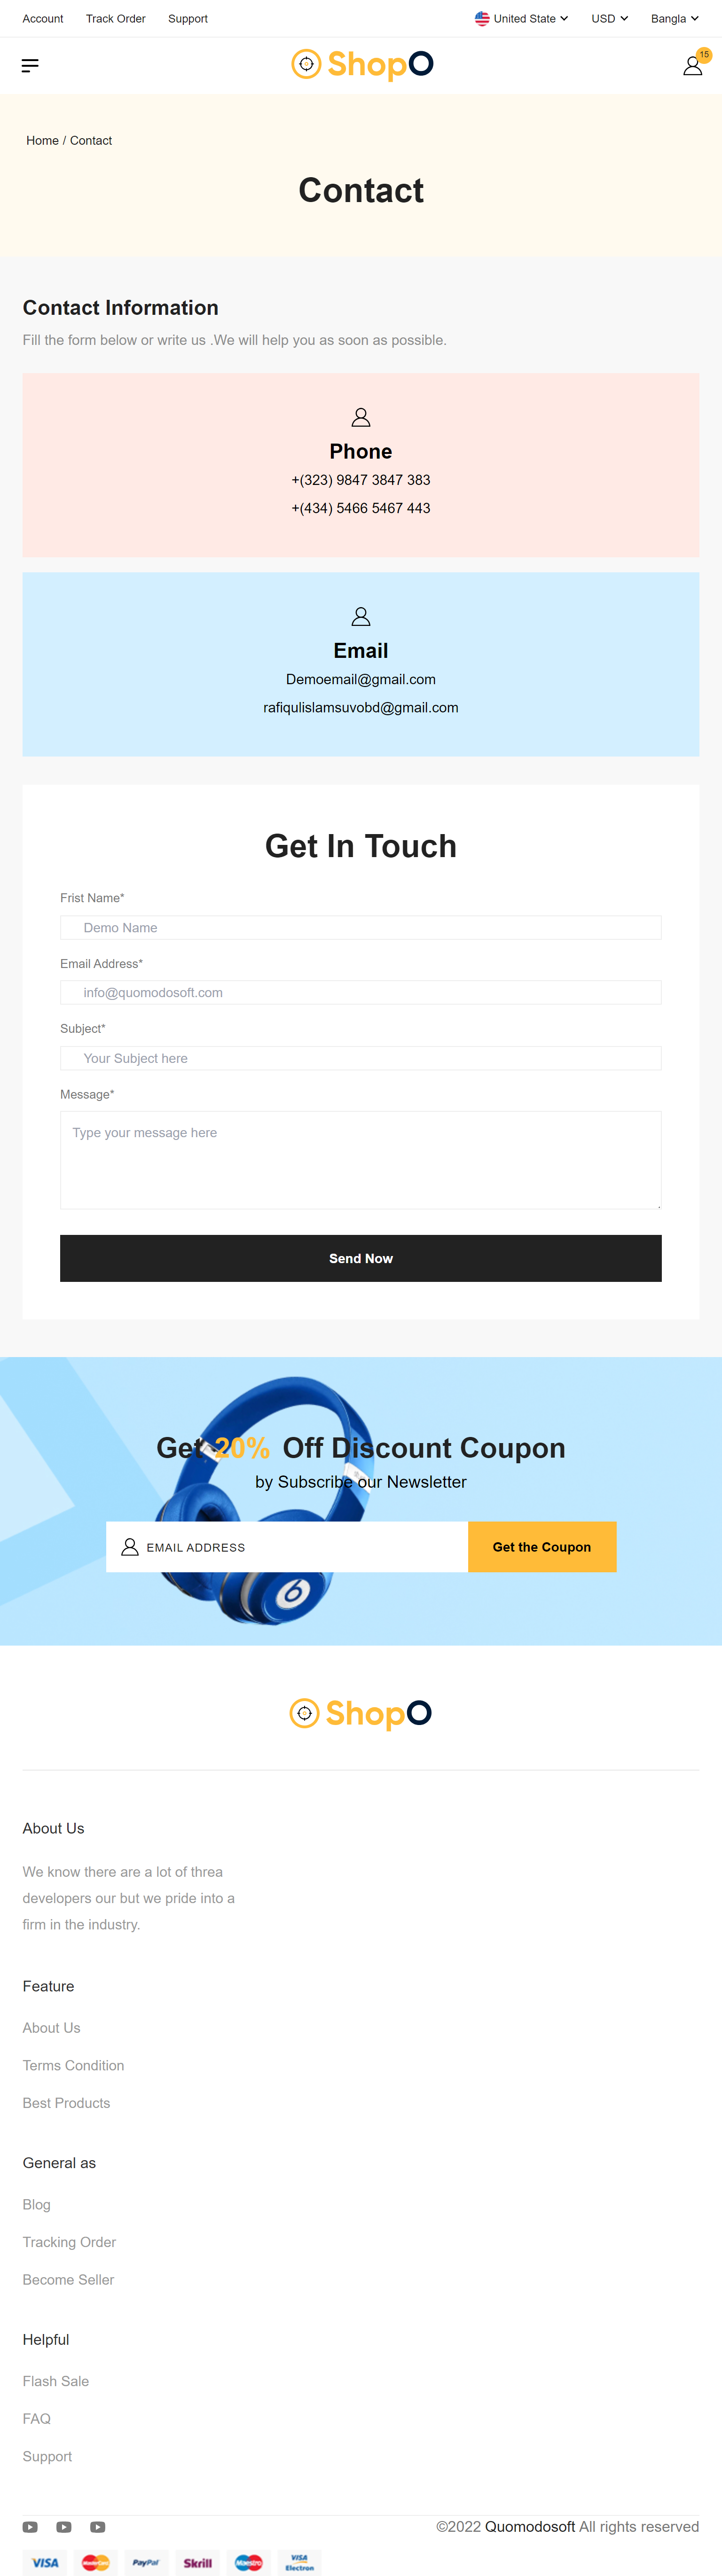 Account Track Order Support United State USD Bangla
ShopO 15
Home / Contact
Contact
Contact Information
Fill the form below or write us .We will help you as soon as possible.
Phone
+(323) 9847 3847 383
+(434) 5466 5467 443
Email
Demoemail@gmail.com
rafiqulislamsuvobd@gmail.com
Get In Touch
Frist Name*
Demo Name
Email Address*
info@quomodosoft.com
Subject*
Your Subject here
Message*
Type your message here
Send Now
Get 20% Off Discount Coupon
by Subscribe our Newsletter
EMAIL ADDRESS Get the Coupon
ShopO
About Us
We know there are a lot of threa
developers our but we pride into a
firm in the industry.
Feature
About Us
Terms Condition
Best Products
General as
Blog
Tracking Order
Become Seller
Helpful
Flash Sale
FAQ
Support
©2022 Quomodosoft All rights reserved
VISA MasterCard PayPal Skrill Maestro VISA
Electron